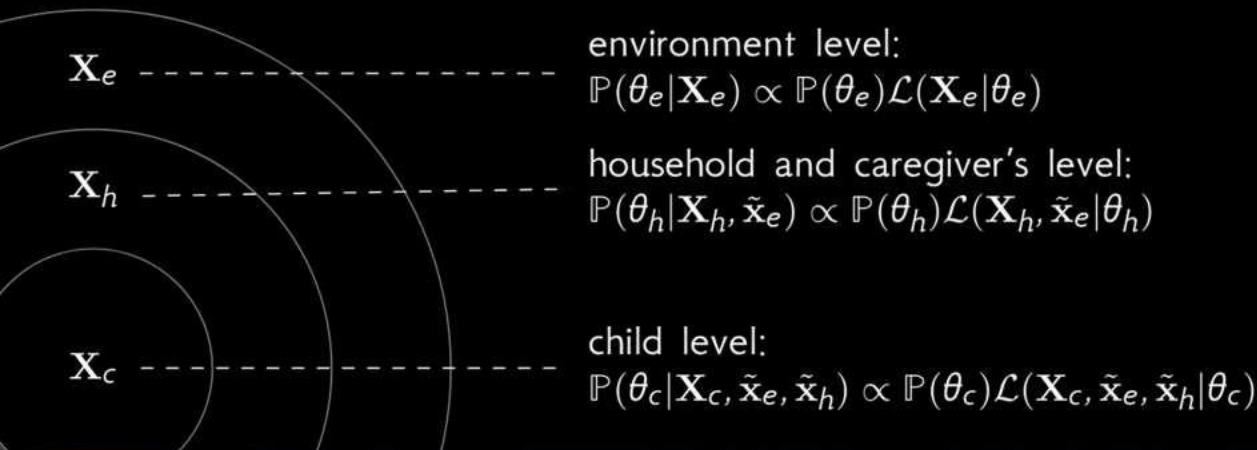 X_e
environment level:
ℙ(θ_e|X_e) ∝ ℙ(θ_e)ℒ(X_e|θ_e)
X_h
household and caregiver's level:
ℙ(θ_h|X_h, x̃_e) ∝ ℙ(θ_h)ℒ(X_h, x̃_e|θ_h)
X_c
child level:
ℙ(θ_c|X_c, x̃_e, x̃_h) ∝ ℙ(θ_c)ℒ(X_c, x̃_e, x̃_h|θ_c)